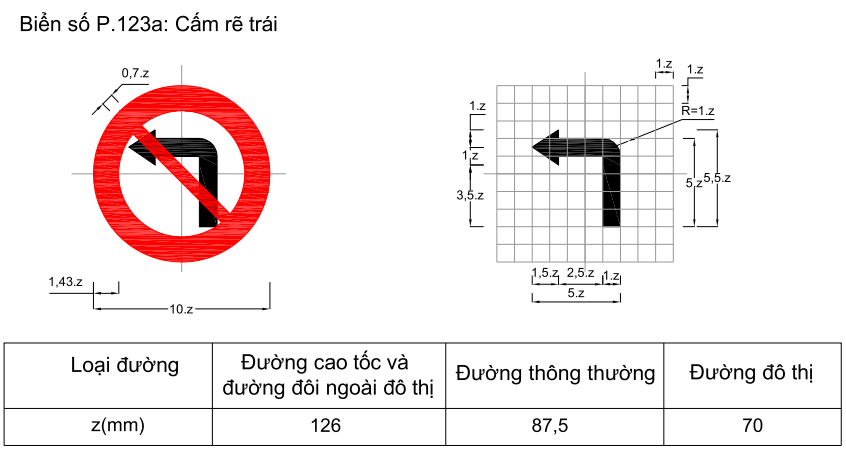 Biển số P.123a: Cấm rẽ trái
0,7.z
1,43.z
10.z
1.z
1.z
R=1.z
1.z
1.z
3,5.z
5.z
5,5.z
1,5.z
2,5.z
1.z
5.z
Loại đường
Đường cao tốc và
đường đôi ngoài đô thị
Đường thông thường
Đường đô thị
z(mm)
126
87,5
70